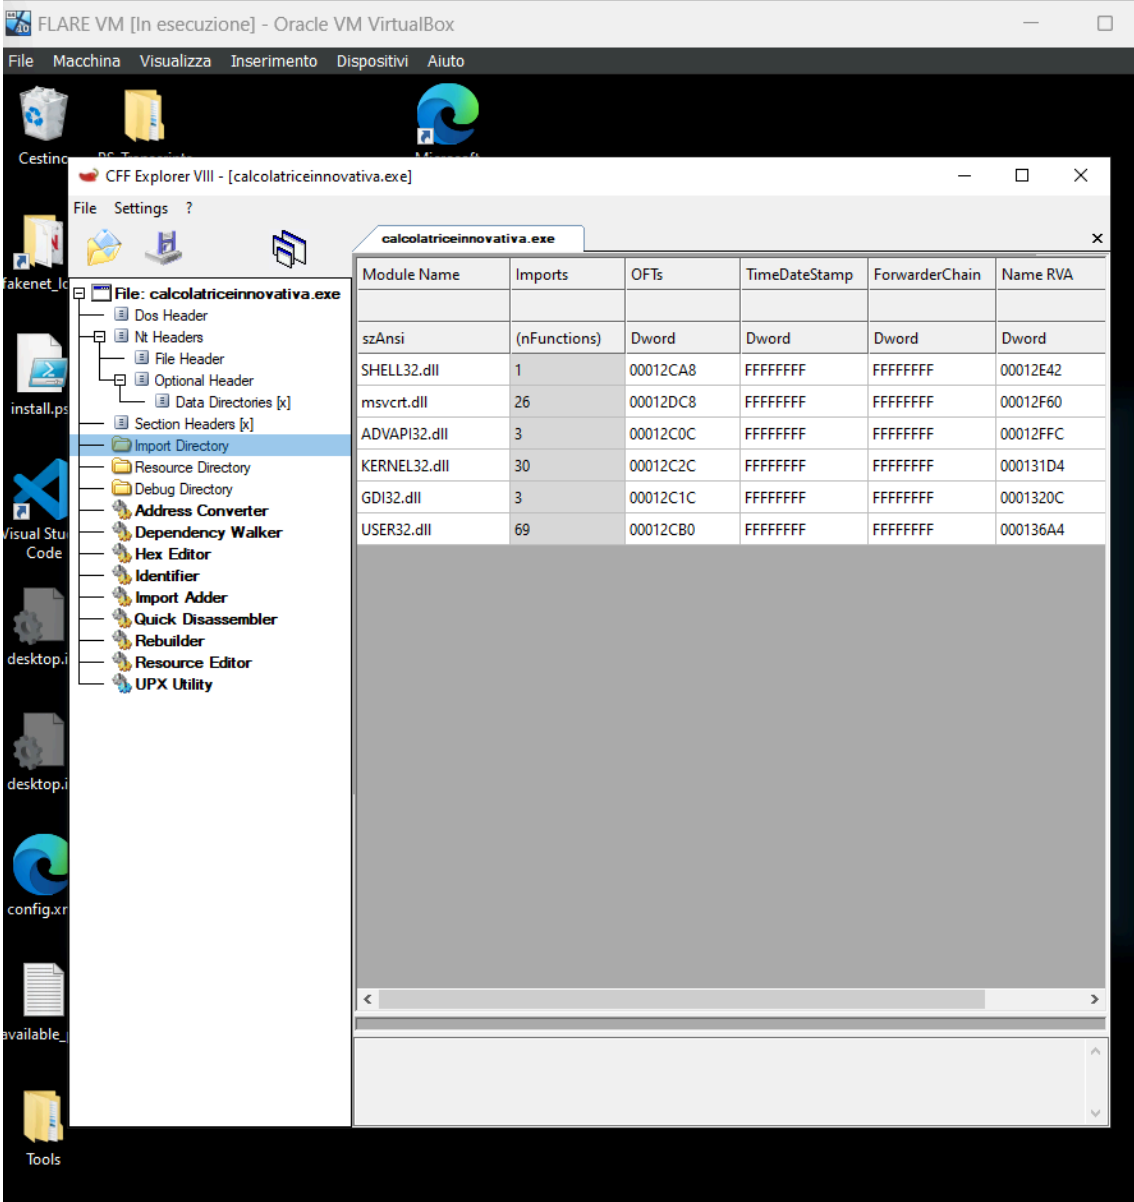 FLARE VM [In esecuzione] - Oracle VM VirtualBox
File Macchina Visualizza Inserimento Dispositivi Aiuto
Cestino
CFF Explorer VIII - [calcolatriceinnovativa.exe]
File Settings ?
calcolatriceinnovativa.exe
fakenet_lo
install.ps
Visual Stu
Code
desktop.i
desktop.i
config.xr
available_
Tools
File: calcolatriceinnovativa.exe
Dos Header
Nt Headers
File Header
Optional Header
Data Directories [x]
Section Headers [x]
Import Directory
Resource Directory
Debug Directory
Address Converter
Dependency Walker
Hex Editor
Identifier
Import Adder
Quick Disassembler
Rebuilder
Resource Editor
UPX Utility
Module Name Imports OFTs TimeDateStamp ForwarderChain Name RVA
szAnsi (nFunctions) Dword Dword Dword Dword
SHELL32.dll 1 00012CA8 FFFFFFFF FFFFFFFF 00012E42
msvcrt.dll 26 00012DC8 FFFFFFFF FFFFFFFF 00012F60
ADVAPI32.dll 3 00012C0C FFFFFFFF FFFFFFFF 00012FFC
KERNEL32.dll 30 00012C2C FFFFFFFF FFFFFFFF 000131D4
GDI32.dll 3 00012C1C FFFFFFFF FFFFFFFF 0001320C
USER32.dll 69 00012CB0 FFFFFFFF FFFFFFFF 000136A4